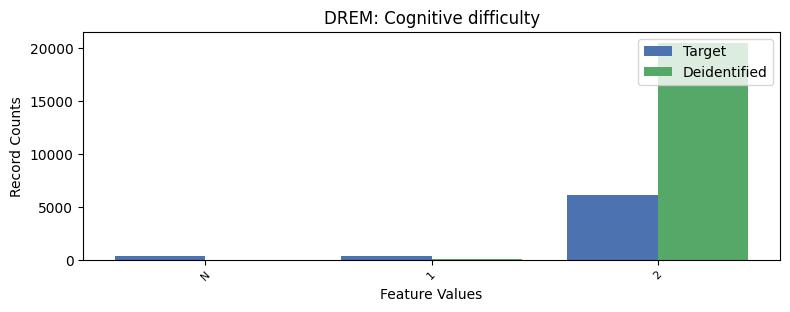 DREM: Cognitive difficulty
Target
Deidentified
Record Counts
20000
15000
10000
5000
0
N
1
2
Feature Values